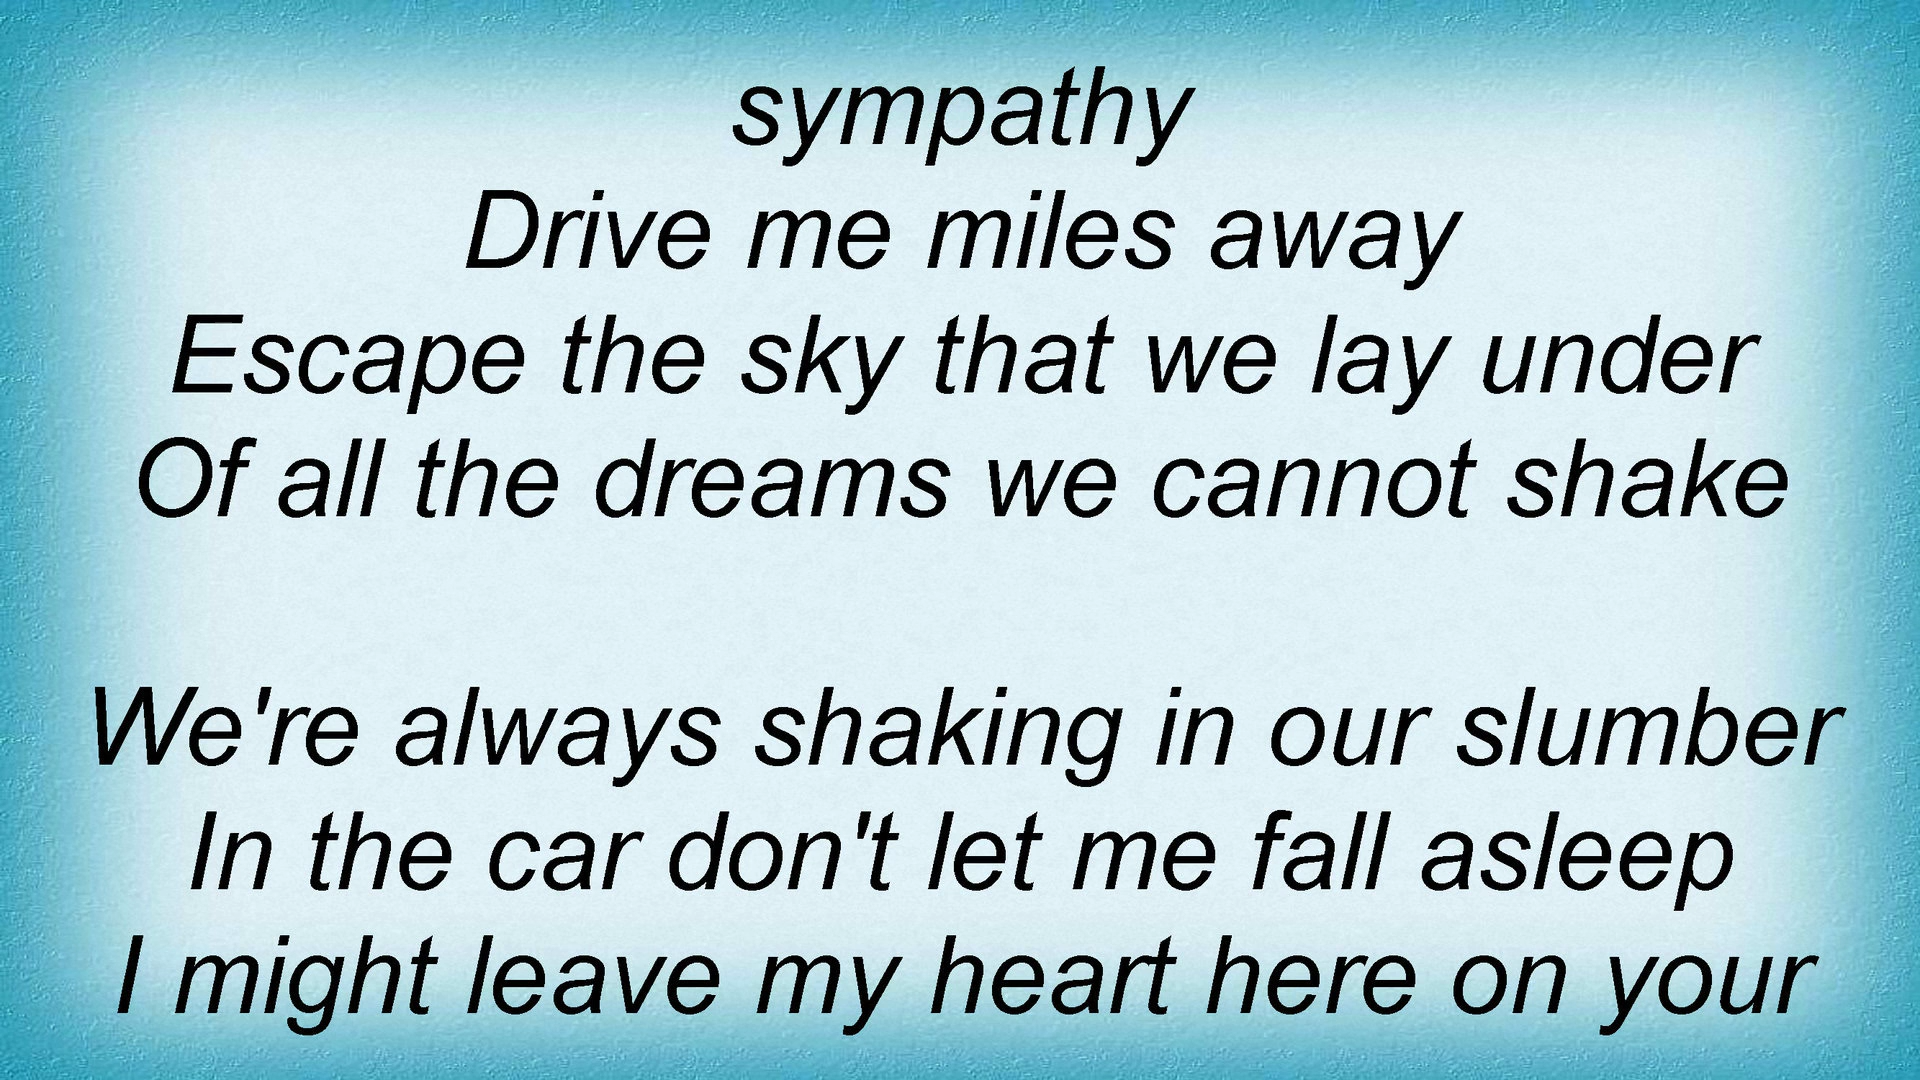 sympathy
Drive me miles away
Escape the sky that we lay under
Of all the dreams we cannot shake
We're always shaking in our slumber
In the car don't let me fall asleep
I might leave my heart here on your